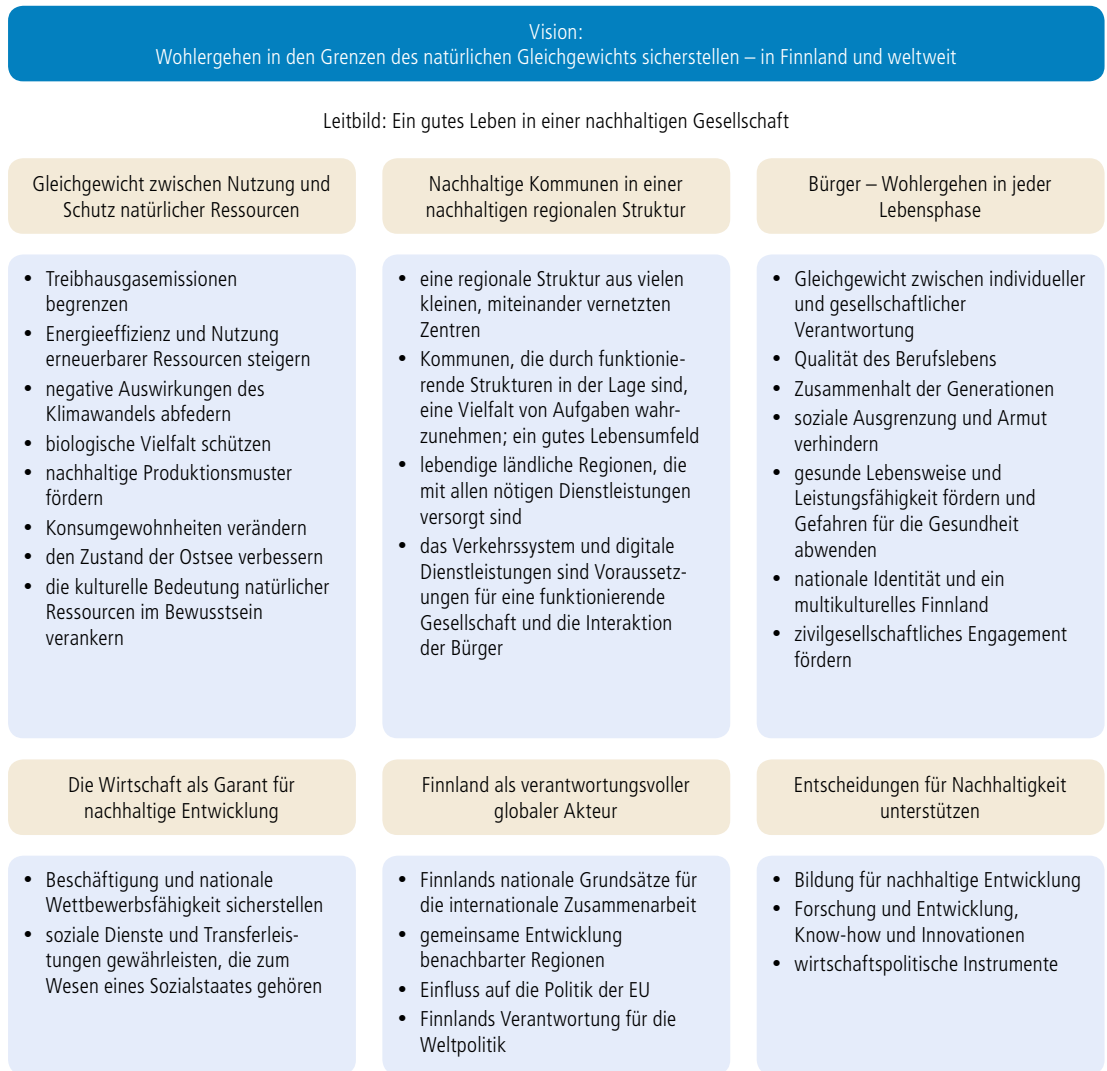 Vision:
Wohlergehen in den Grenzen des natürlichen Gleichgewichts sicherstellen – in Finnland und weltweit
Leitbild: Ein gutes Leben in einer nachhaltigen Gesellschaft
Gleichgewicht zwischen Nutzung und
Schutz natürlicher Ressourcen
• Treibhausgasemissionen
begrenzen
• Energieeffizienz und Nutzung
erneuerbarer Ressourcen steigern
• negative Auswirkungen des
Klimawandels abfedern
• biologische Vielfalt schützen
• nachhaltige Produktionsmuster
fördern
• Konsumgewohnheiten verändern
• den Zustand der Ostsee verbessern
• die kulturelle Bedeutung natürlicher
Ressourcen im Bewusstsein
verankern
Nachhaltige Kommunen in einer
nachhaltigen regionalen Struktur
• eine regionale Struktur aus vielen
kleinen, miteinander vernetzten
Zentren
• Kommunen, die durch funktionie-
rende Strukturen in der Lage sind,
eine Vielfalt von Aufgaben wahr-
zunehmen; ein gutes Lebensumfeld
• lebendige ländliche Regionen, die
mit allen nötigen Dienstleistungen
versorgt sind
• das Verkehrssystem und digitale
Dienstleistungen sind Voraussetz-
ungen für eine funktionierende
Gesellschaft und die Interaktion
der Bürger
Bürger – Wohlergehen in jeder
Lebensphase
• Gleichgewicht zwischen individueller
und gesellschaftlicher
Verantwortung
• Qualität des Berufslebens
• Zusammenhalt der Generationen
• soziale Ausgrenzung und Armut
verhindern
• gesunde Lebensweise und
Leistungsfähigkeit fördern und
Gefahren für die Gesundheit
abwenden
• nationale Identität und ein
multikulturelles Finnland
• zivilgesellschaftliches Engagement
fördern
Die Wirtschaft als Garant für
nachhaltige Entwicklung
• Beschäftigung und nationale
Wettbewerbsfähigkeit sicherstellen
• soziale Dienste und Transferleis-
tungen gewährleisten, die zum
Wesen eines Sozialstaates gehören
Finnland als verantwortungsvoller
globaler Akteur
• Finnlands nationale Grundsätze für
die internationale Zusammenarbeit
• gemeinsame Entwicklung
benachbarter Regionen
• Einfluss auf die Politik der EU
• Finnlands Verantwortung für die
Weltpolitik
Entscheidungen für Nachhaltigkeit
unterstützen
• Bildung für nachhaltige Entwicklung
• Forschung und Entwicklung,
Know-how und Innovationen
• wirtschaftspolitische Instrumente